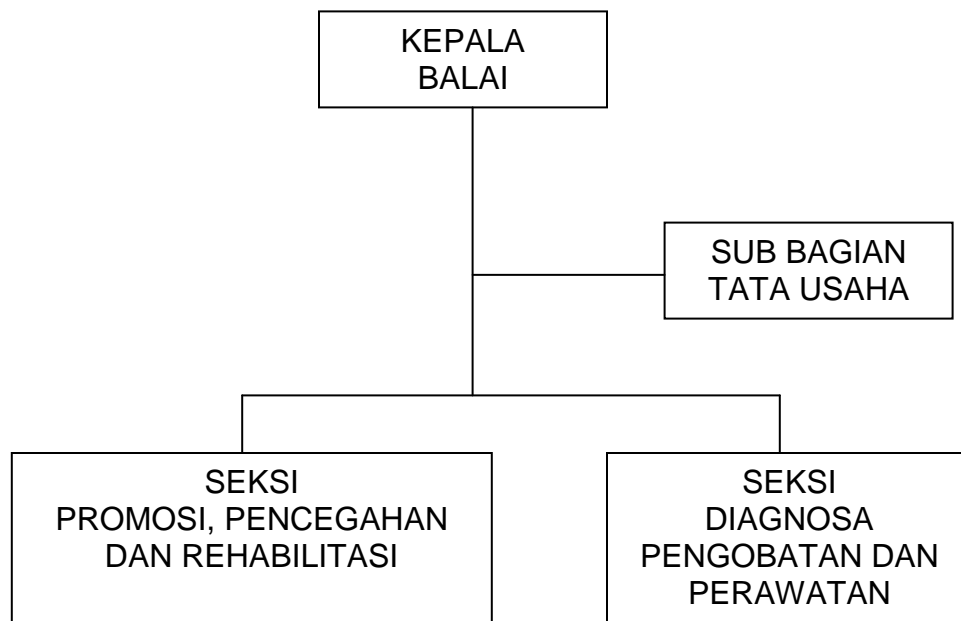 KEPALA
BALAI
SUB BAGIAN
TATA USAHA
SEKSI
PROMOSI, PENCEGAHAN
DAN REHABILITASI
SEKSI
DIAGNOSA
PENGOBATAN DAN
PERAWATAN